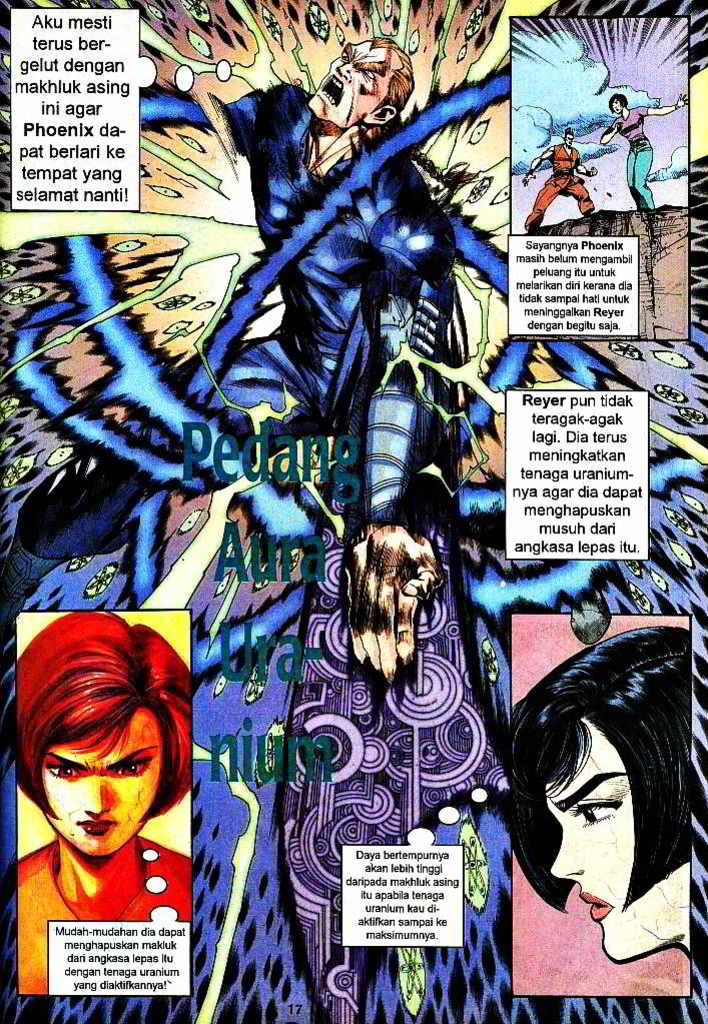 Aku mesti
terus ber-
gelut dengan
makhluk asing
ini agar
Phoenix da-
pat berlari ke
tempat yang
selamat nanti!
Sayangnya Phoenix
masih belum mengambil
peluang itu untuk
melarikan diri kerana dia
tidak sampai hati untuk
meninggalkan Reyer
dengan begitu saja.
Reyer pun tidak
teragak-agak
lagi. Dia terus
meningkatkan
tenaga uranium-
nya agar dia dapat
menghapuskan
musuh dari
angkasa lepas itu.
Pedang
Aura
Ura-
nium
Mudah-mudahan dia dapat
menghapuskan makluk
dari angkasa lepas itu
dengan tenaga uranium
yang diaktifkannya!`
Daya bertempurnya
akan lebih tinggi
daripada makhluk asing
itu apabila tenaga
uranium kau di-
aktifkan sampai ke
maksimumnya.
17